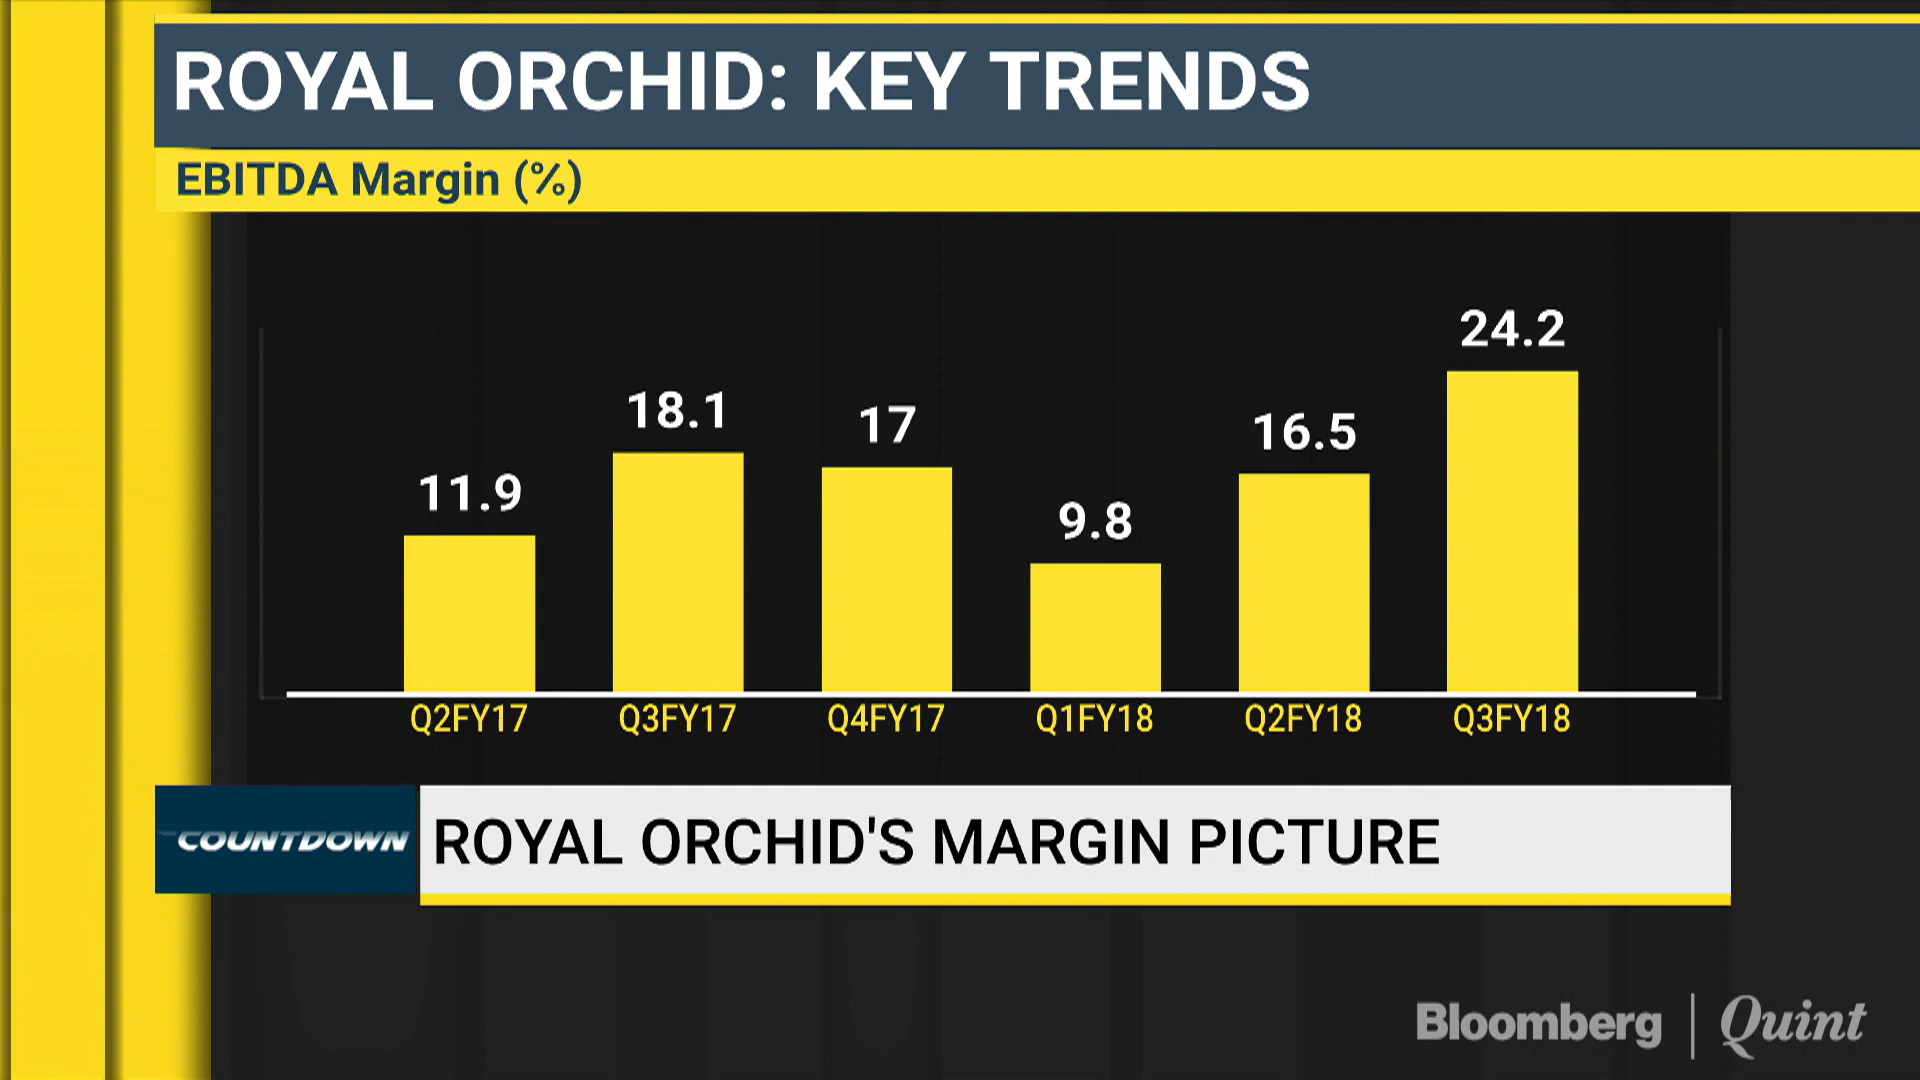 ROYAL ORCHID: KEY TRENDS
EBITDA Margin (%)
11.9 18.1 17 9.8 16.5 24.2
Q2FY17 Q3FY17 Q4FY17 Q1FY18 Q2FY18 Q3FY18
COUNTDOWN ROYAL ORCHID'S MARGIN PICTURE
Bloomberg | Quint